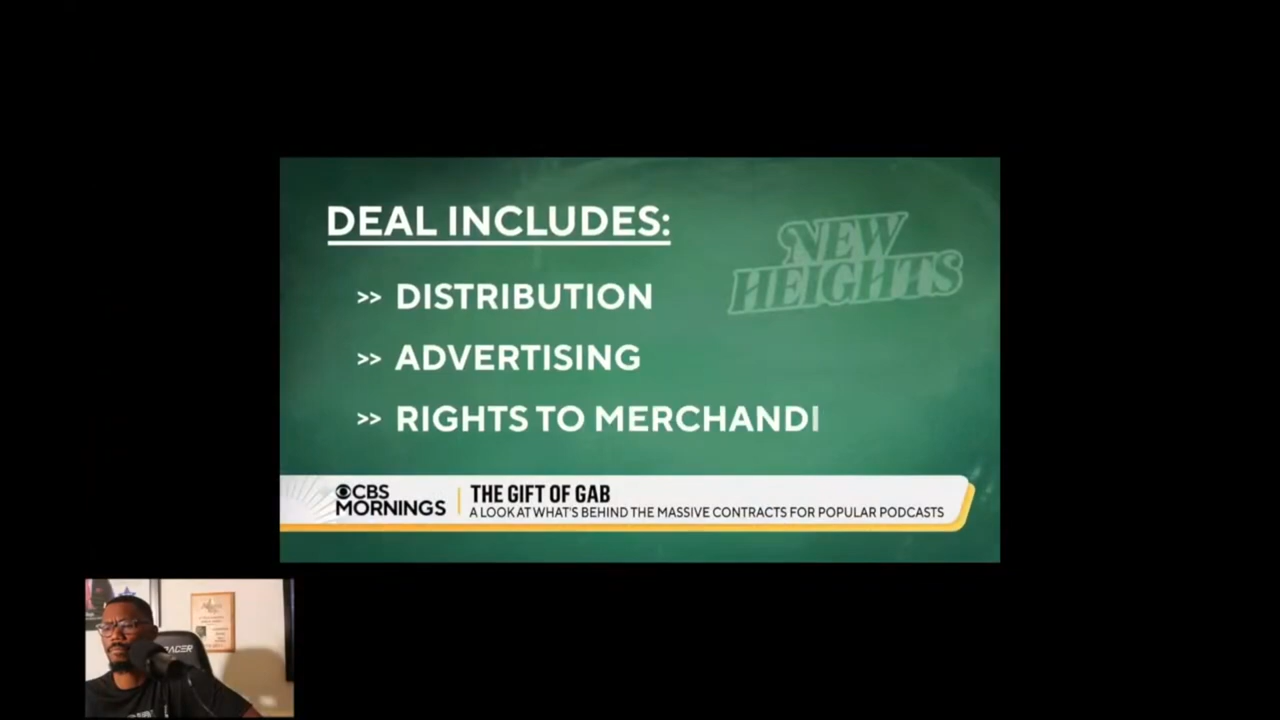 DEAL INCLUDES:
NEW
HEIGHTS
>> DISTRIBUTION
>> ADVERTISING
>> RIGHTS TO MERCHANDI
CBS
MORNINGS
THE GIFT OF GAB
A LOOK AT WHAT'S BEHIND THE MASSIVE CONTRACTS FOR POPULAR PODCASTS